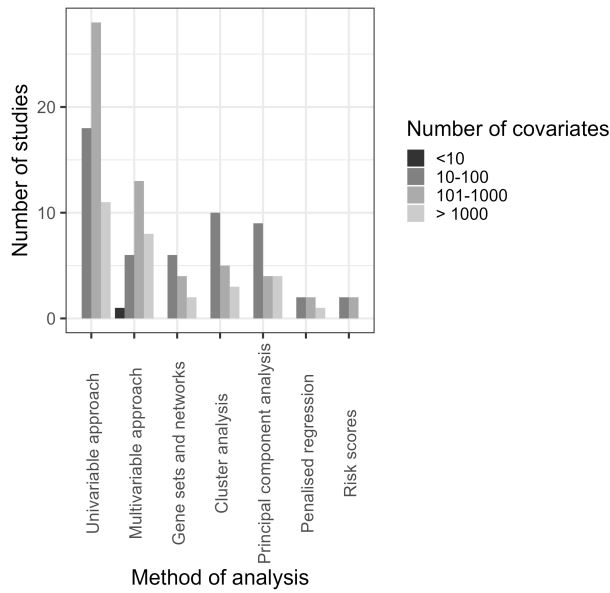 Number of studies
20
10
0
Univariable approach
Multivariable approach
Gene sets and networks
Cluster analysis
Principal component analysis
Penalised regression
Risk scores
Method of analysis
Number of covariates
<10
10-100
101-1000
> 1000